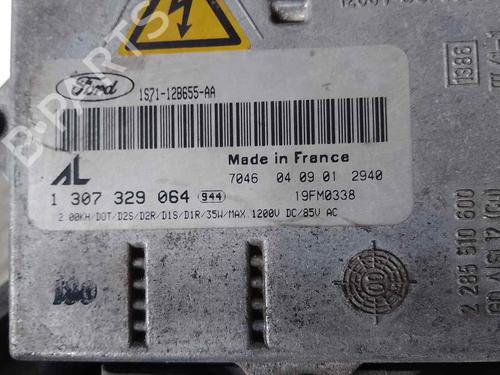 Ford
1S71-12B655-AA
Made in France
7046 04 09 01 2940
AL
1 307 329 064 944
19FM0338
2.00KH/DOT/D2S/D2R/D1S/D1R/35W/MAX.1200V DC/85V AC
1386
2 285 510 600
B-Parts